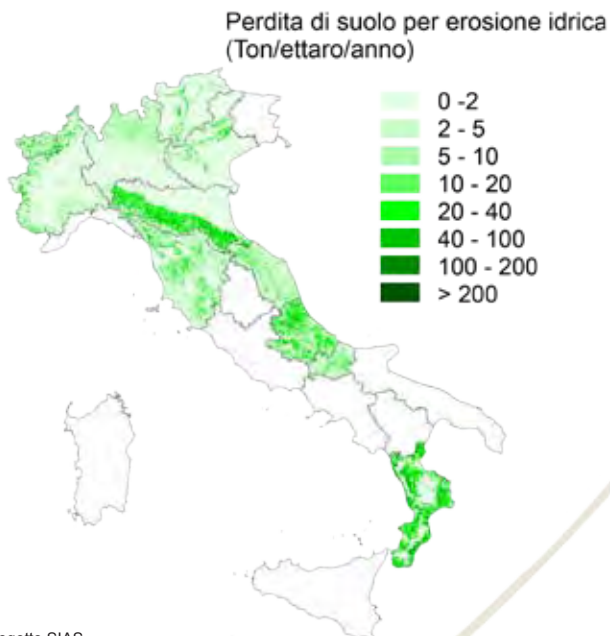 Perdita di suolo per erosione idrica
(Ton/ettaro/anno)
0 -2
2 - 5
5 - 10
10 - 20
20 - 40
40 - 100
100 - 200
> 200